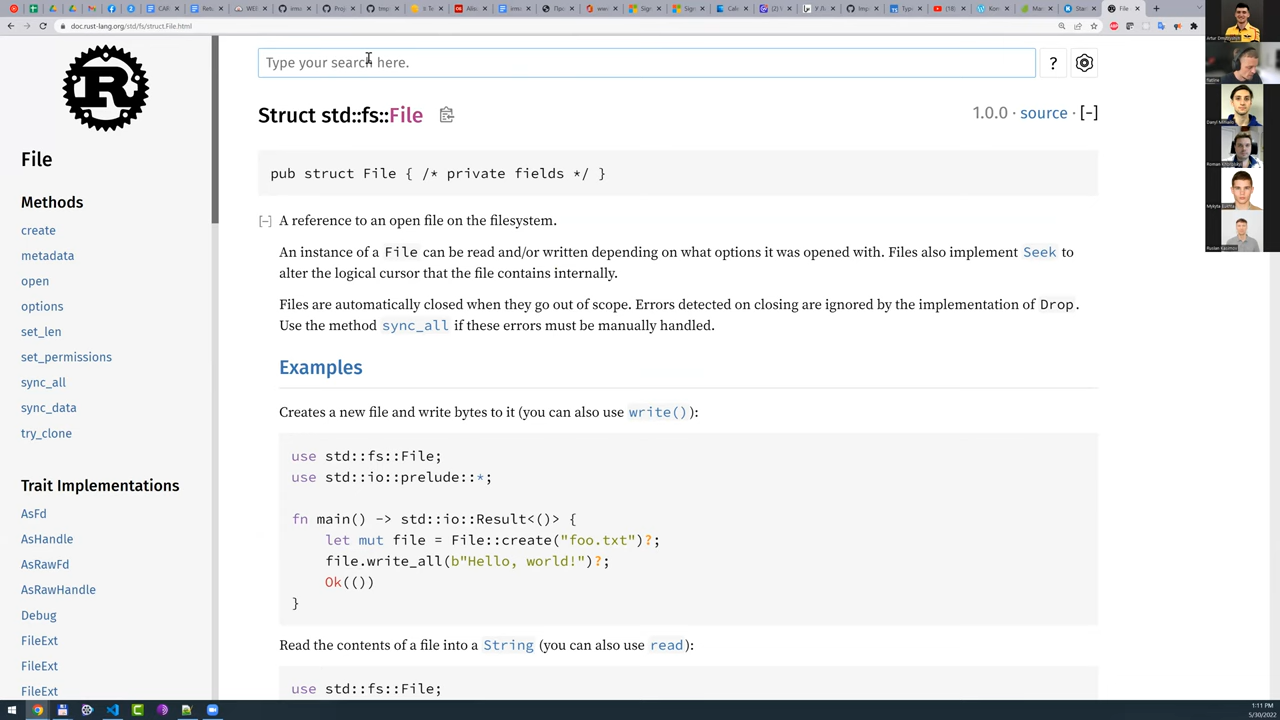 doc.rust-lang.org/std/fs/struct.File.html
Type your search here.
?
Struct std::fs::File
1.0.0 · source · [−]
File
pub struct File { /* private fields */ }
Methods
create
metadata
open
options
set_len
set_permissions
sync_all
sync_data
try_clone
Trait Implementations
AsFd
AsHandle
AsRawFd
AsRawHandle
Debug
FileExt
FileExt
FileExt
[−] A reference to an open file on the filesystem.
An instance of a File can be read and/or written depending on what options it was opened with. Files also implement Seek to
alter the logical cursor that the file contains internally.
Files are automatically closed when they go out of scope. Errors detected on closing are ignored by the implementation of Drop.
Use the method sync_all if these errors must be manually handled.
Examples
Creates a new file and write bytes to it (you can also use write()):
use std::fs::File;
use std::io::prelude::*;
fn main() -> std::io::Result<()> {
let mut file = File::create("foo.txt")?;
file.write_all(b"Hello, world!")?;
Ok(())
}
Read the contents of a file into a String (you can also use read):
use std::fs::File;
1:11 PM
5/30/2022